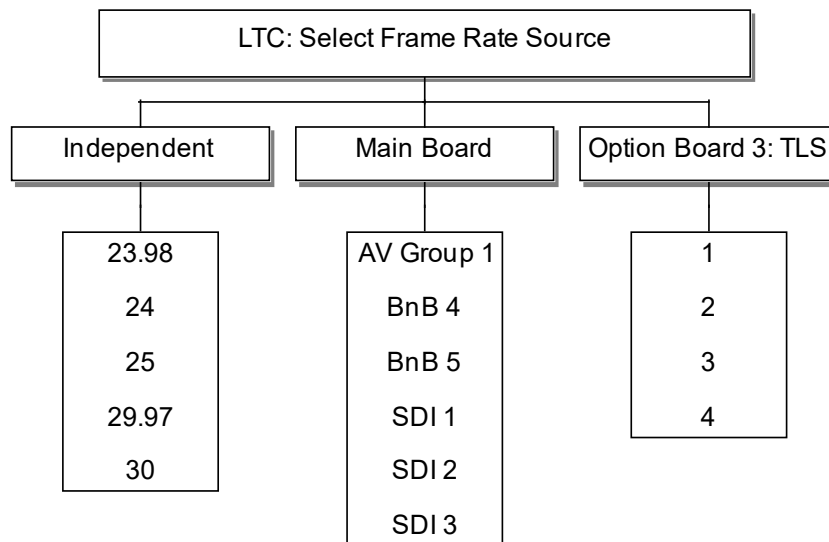 LTC: Select Frame Rate Source
Independent
23.98
24
25
29.97
30
Main Board
AV Group 1
BnB 4
BnB 5
SDI 1
SDI 2
SDI 3
Option Board 3: TLS
1
2
3
4